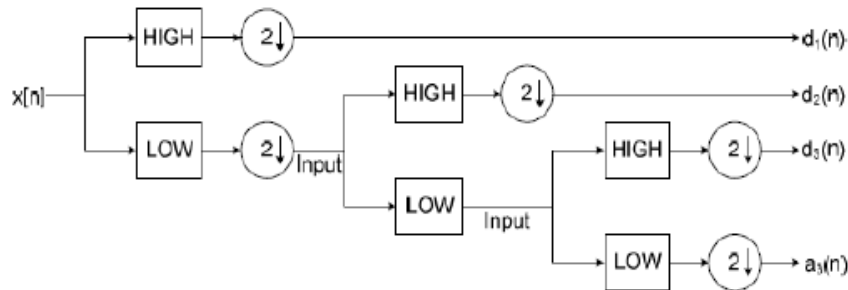 HIGH 2↓ d₁(n)
x[n]
HIGH 2↓ d₂(n)
LOW 2↓ Input
HIGH 2↓ d₃(n)
LOW Input
LOW 2↓ a₃(n)